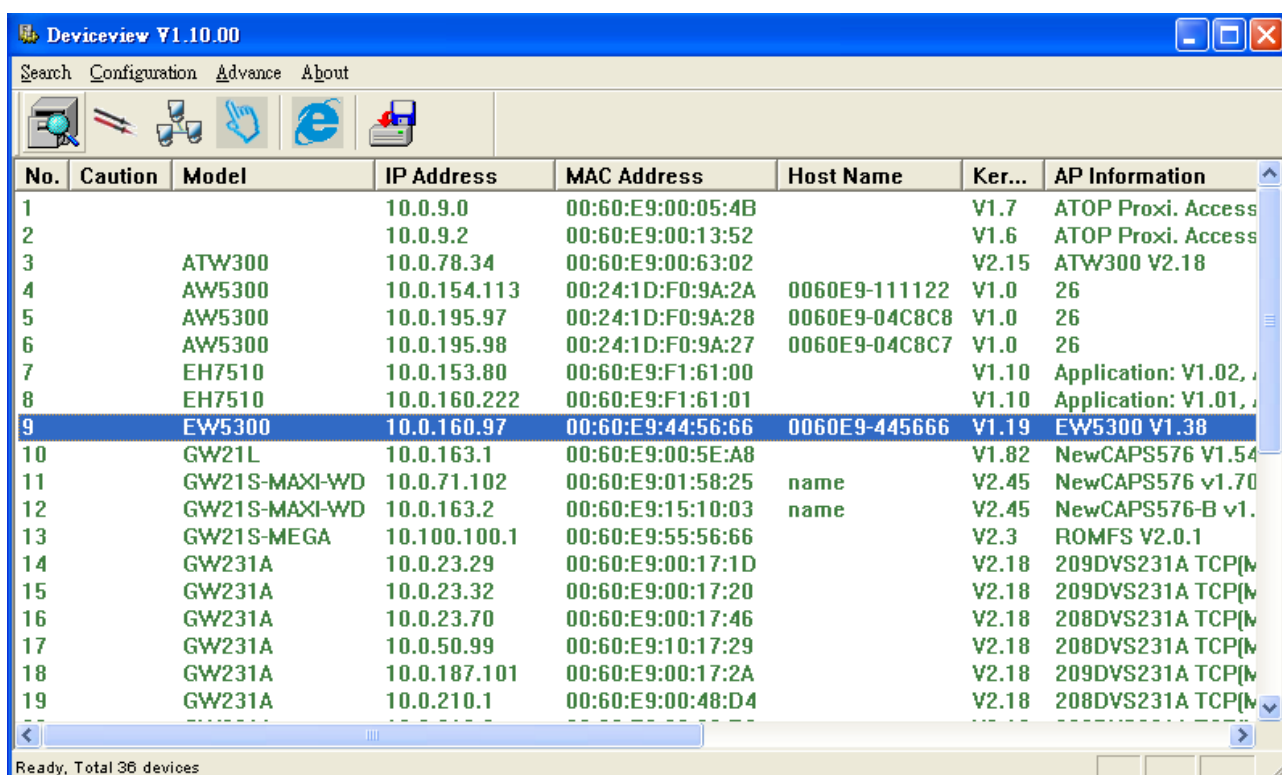 Deviceview V1.10.00
Search Configuration Advance About
No. Caution Model IP Address MAC Address Host Name Ker... AP Information
1 10.0.9.0 00:60:E9:00:05:4B V1.7 ATOP Proxi. Access
2 10.0.9.2 00:60:E9:00:13:52 V1.6 ATOP Proxi. Access
3 ATW300 10.0.78.34 00:60:E9:00:63:02 V2.15 ATW300 V2.18
4 AW5300 10.0.154.113 00:24:1D:F0:9A:2A 0060E9-111122 V1.0 26
5 AW5300 10.0.195.97 00:24:1D:F0:9A:28 0060E9-04C8C8 V1.0 26
6 AW5300 10.0.195.98 00:24:1D:F0:9A:27 0060E9-04C8C7 V1.0 26
7 EH7510 10.0.153.80 00:60:E9:F1:61:00 V1.10 Application: V1.02,
8 EH7510 10.0.160.222 00:60:E9:F1:61:01 V1.10 Application: V1.01,
9 EW5300 10.0.160.97 00:60:E9:44:56:66 0060E9-445666 V1.19 EW5300 V1.38
10 GW21L 10.0.163.1 00:60:E9:00:5E:A8 V1.82 NewCAPS576 V1.54
11 GW21S-MAXI-WD 10.0.71.102 00:60:E9:01:58:25 name V2.45 NewCAPS576 v1.70
12 GW21S-MAXI-WD 10.0.163.2 00:60:E9:15:10:03 name V2.45 NewCAPS576-B v1.
13 GW21S-MEGA 10.100.100.1 00:60:E9:55:56:66 V2.3 ROMFS V2.0.1
14 GW231A 10.0.23.29 00:60:E9:00:17:1D V2.18 209DVS231A TCP(M
15 GW231A 10.0.23.32 00:60:E9:00:17:20 V2.18 209DVS231A TCP(M
16 GW231A 10.0.23.70 00:60:E9:00:17:46 V2.18 208DVS231A TCP(M
17 GW231A 10.0.50.99 00:60:E9:10:17:29 V2.18 208DVS231A TCP(M
18 GW231A 10.0.187.101 00:60:E9:00:17:2A V2.18 209DVS231A TCP(M
19 GW231A 10.0.210.1 00:60:E9:00:48:D4 V2.18 208DVS231A TCP(M
Ready, Total 36 devices